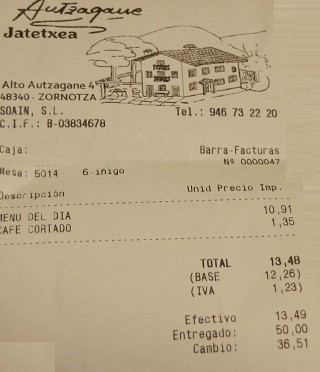 Autzagane
Jatetxea
Alto Autzagane 4
48340 - ZORNOTZA
SOAIN, S.L.
Tel.: 946 73 22 20
C.I.F.: B-03834678
Caja:
Barra-Facturas
Nº 0000047
Mesa: 5014 6-inigo
Descripción Unid Precio Imp.
MENU DEL DIA 10,91
CAFE CORTADO 1,35
TOTAL 13,48
(BASE 12,26)
(IVA 1,23)
Efectivo 13,49
Entregado: 50,00
Cambio: 36,51